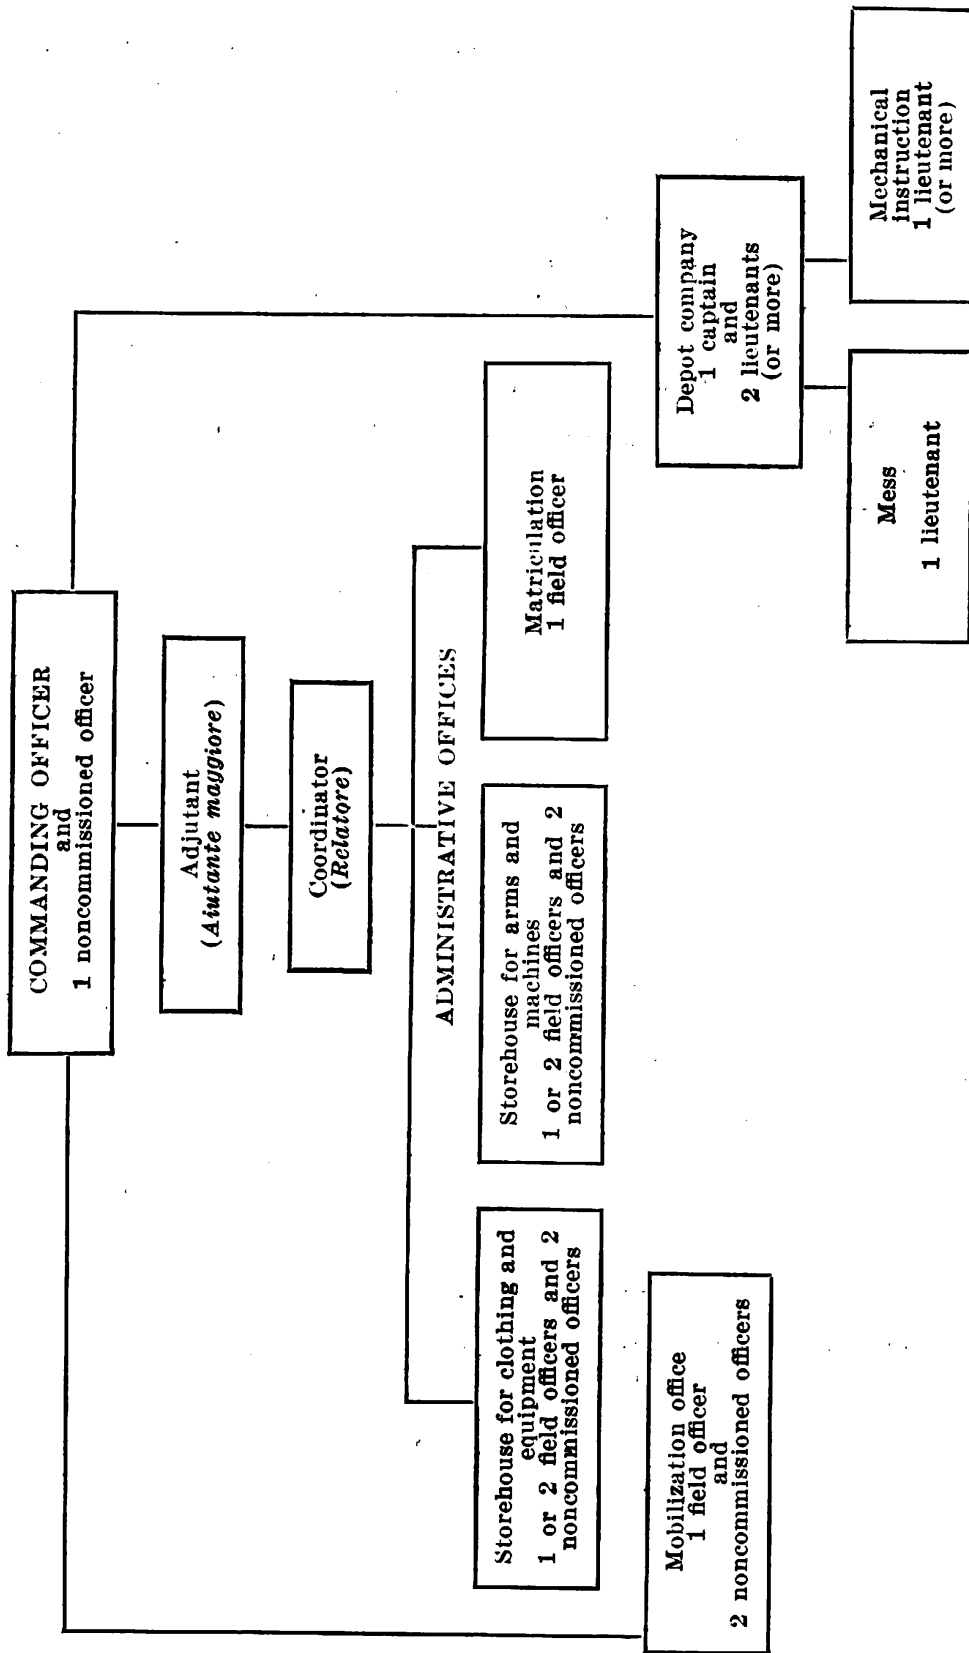 COMMANDING OFFICER
and
1 noncommissioned officer
Adjutant
(Aiutante maggiore)
Coordinator
(Relatore)
ADMINISTRATIVE OFFICES
Storehouse for clothing and
equipment
1 or 2 field officers and 2
noncommissioned officers
Storehouse for arms and
machines
1 or 2 field officers and 2
noncommissioned officers
Matriculation
1 field officer
Mobilization office
1 field officer
and
2 noncommissioned officers
Depot company
1 captain
and
2 lieutenants
(or more)
Mess
1 lieutenant
Mechanical
instruction
1 lieutenant
(or more)